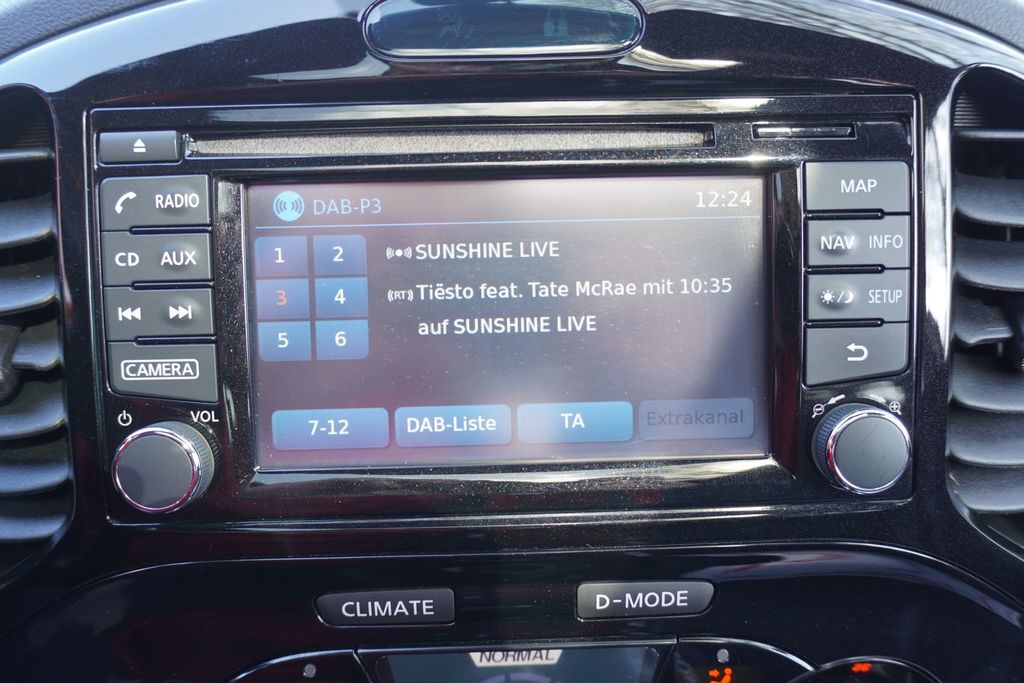 RADIO
CD AUX
CAMERA
VOL
DAB-P3 12:24
1 2
3 4
5 6
SUNSHINE LIVE
(RT) Tiësto feat. Tate McRae mit 10:35
auf SUNSHINE LIVE
7-12 DAB-Liste TA Extrakanal
MAP
NAV INFO
SETUP
CLIMATE D-MODE
NORMAL